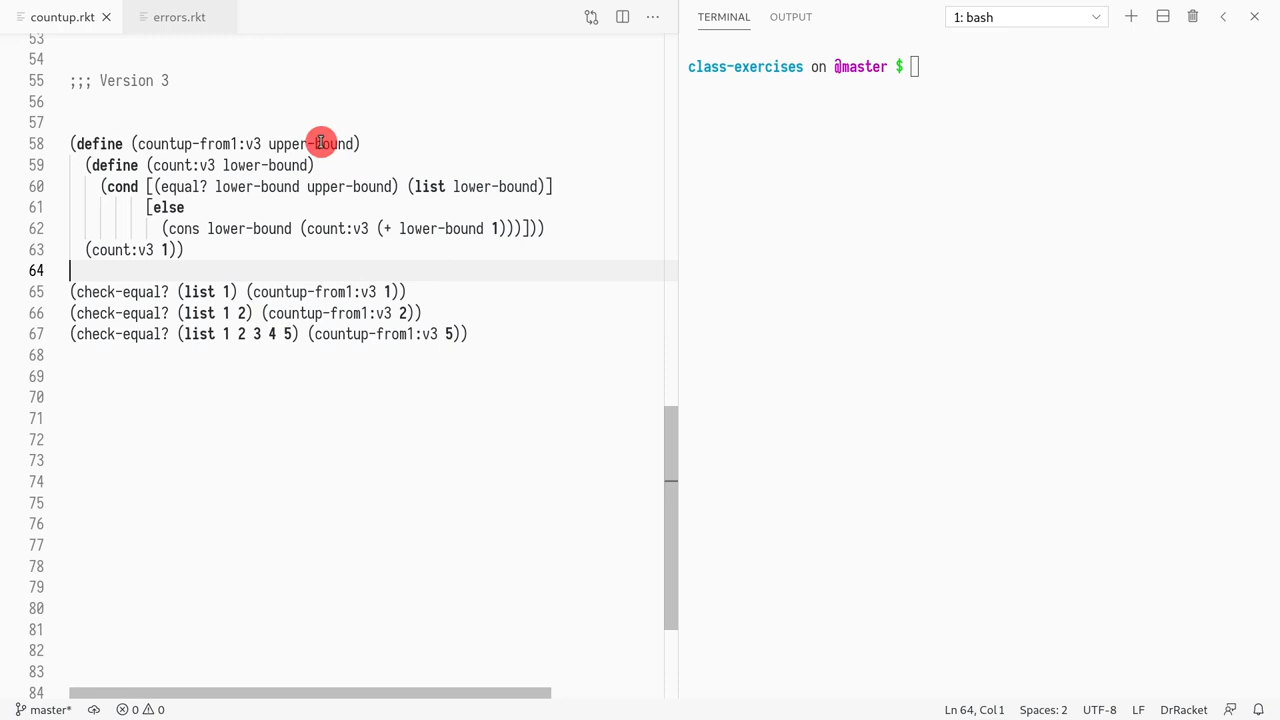 countup.rkt
errors.rkt
TERMINAL
OUTPUT
1: bash
53
54
55 ;;; Version 3
56
57
58 (define (countup-from1:v3 upper-bound)
59 (define (count:v3 lower-bound)
60 (cond [(equal? lower-bound upper-bound) (list lower-bound)]
61 [else
62 (cons lower-bound (count:v3 (+ lower-bound 1)))]))
63 (count:v3 1))
64
65 (check-equal? (list 1) (countup-from1:v3 1))
66 (check-equal? (list 1 2) (countup-from1:v3 2))
67 (check-equal? (list 1 2 3 4 5) (countup-from1:v3 5))
68
69
70
71
72
73
74
75
76
77
78
79
80
81
82
83
84
class-exercises on @master $
master*
0
0
Ln 64, Col 1
Spaces: 2
UTF-8
LF
DrRacket